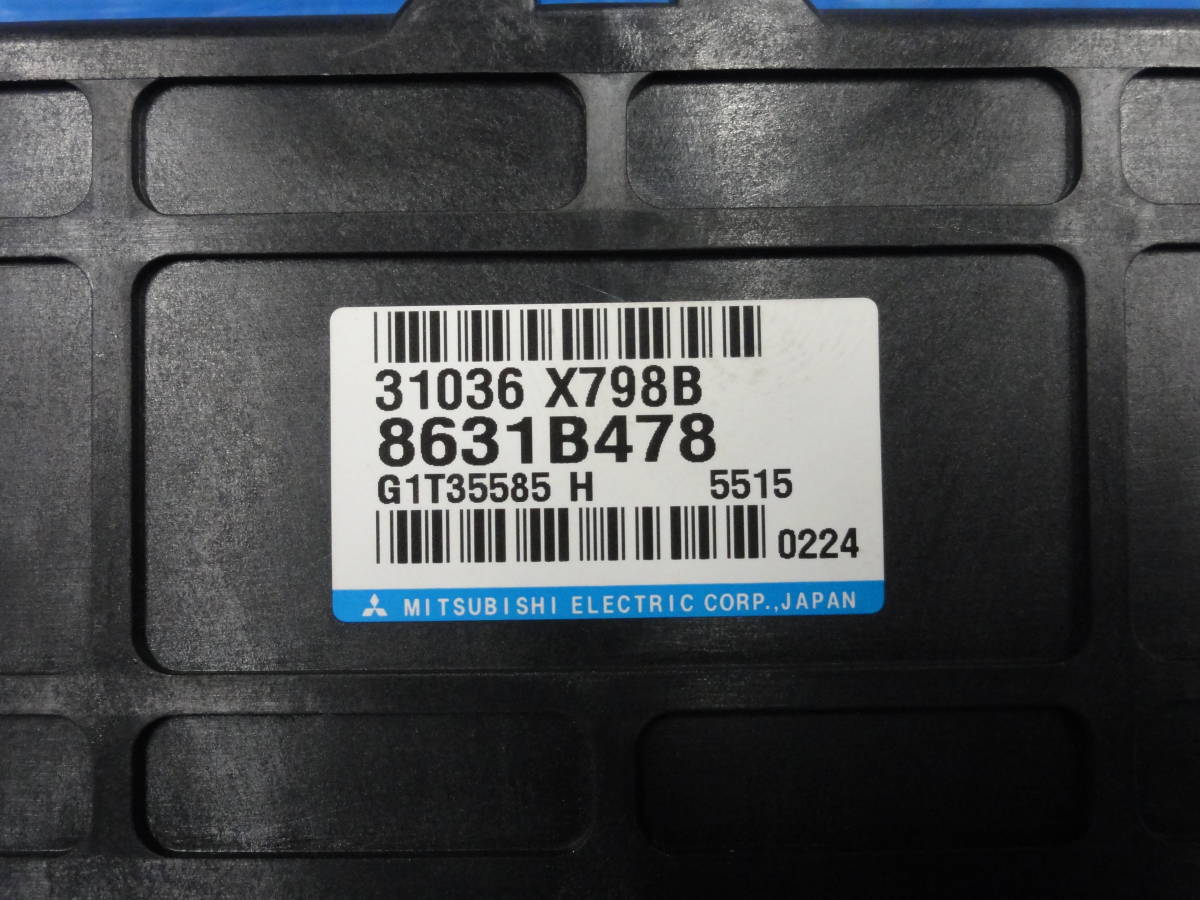 31036 X798B
8631B478
G1T35585 H 5515
0224
MITSUBISHI ELECTRIC CORP.,JAPAN